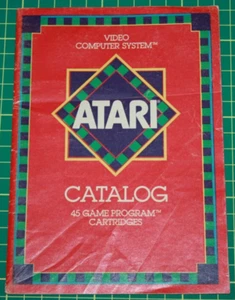 VIDEO
COMPUTER SYSTEM™
ATARI
CATALOG
45 GAME PROGRAM™
CARTRIDGES